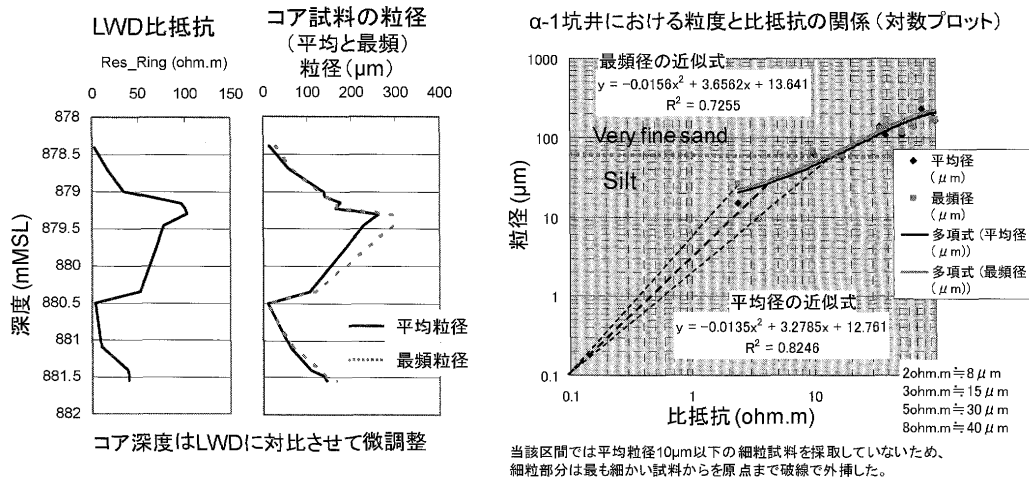 LWD比抵抗
Res_Ring (ohm.m)
0 50 100 150
コア試料の粒径
(平均と最頻)
粒径 (μm)
0 100 200 300 400
深度 (mMSL)
878
878.5
879
879.5
880
880.5
881
881.5
882
平均粒径
最頻粒径
コア深度はLWDに対比させて微調整
α-1坑井における粒度と比抵抗の関係 (対数プロット)
粒径 (μm)
1000
100
10
1
0.1
最頻径の近似式
y = −0.0156x² + 3.6562x + 13.641
R² = 0.7255
Very fine sand
Silt
平均径の近似式
y = −0.0135x² + 3.2785x + 12.761
R² = 0.8246
0.1 1 10
比抵抗 (ohm.m)
平均径
(μm)
最頻径
(μm)
多項式 (平均径
(μm))
多項式 (最頻径
(μm))
2ohm.m≒8μm
3ohm.m≒15μm
5ohm.m≒30μm
8ohm.m≒40μm
当該区間では平均粒径10μm以下の細粒試料を採取していないため、
細粒部分は最も細かい試料からを原点まで破線で外挿した。